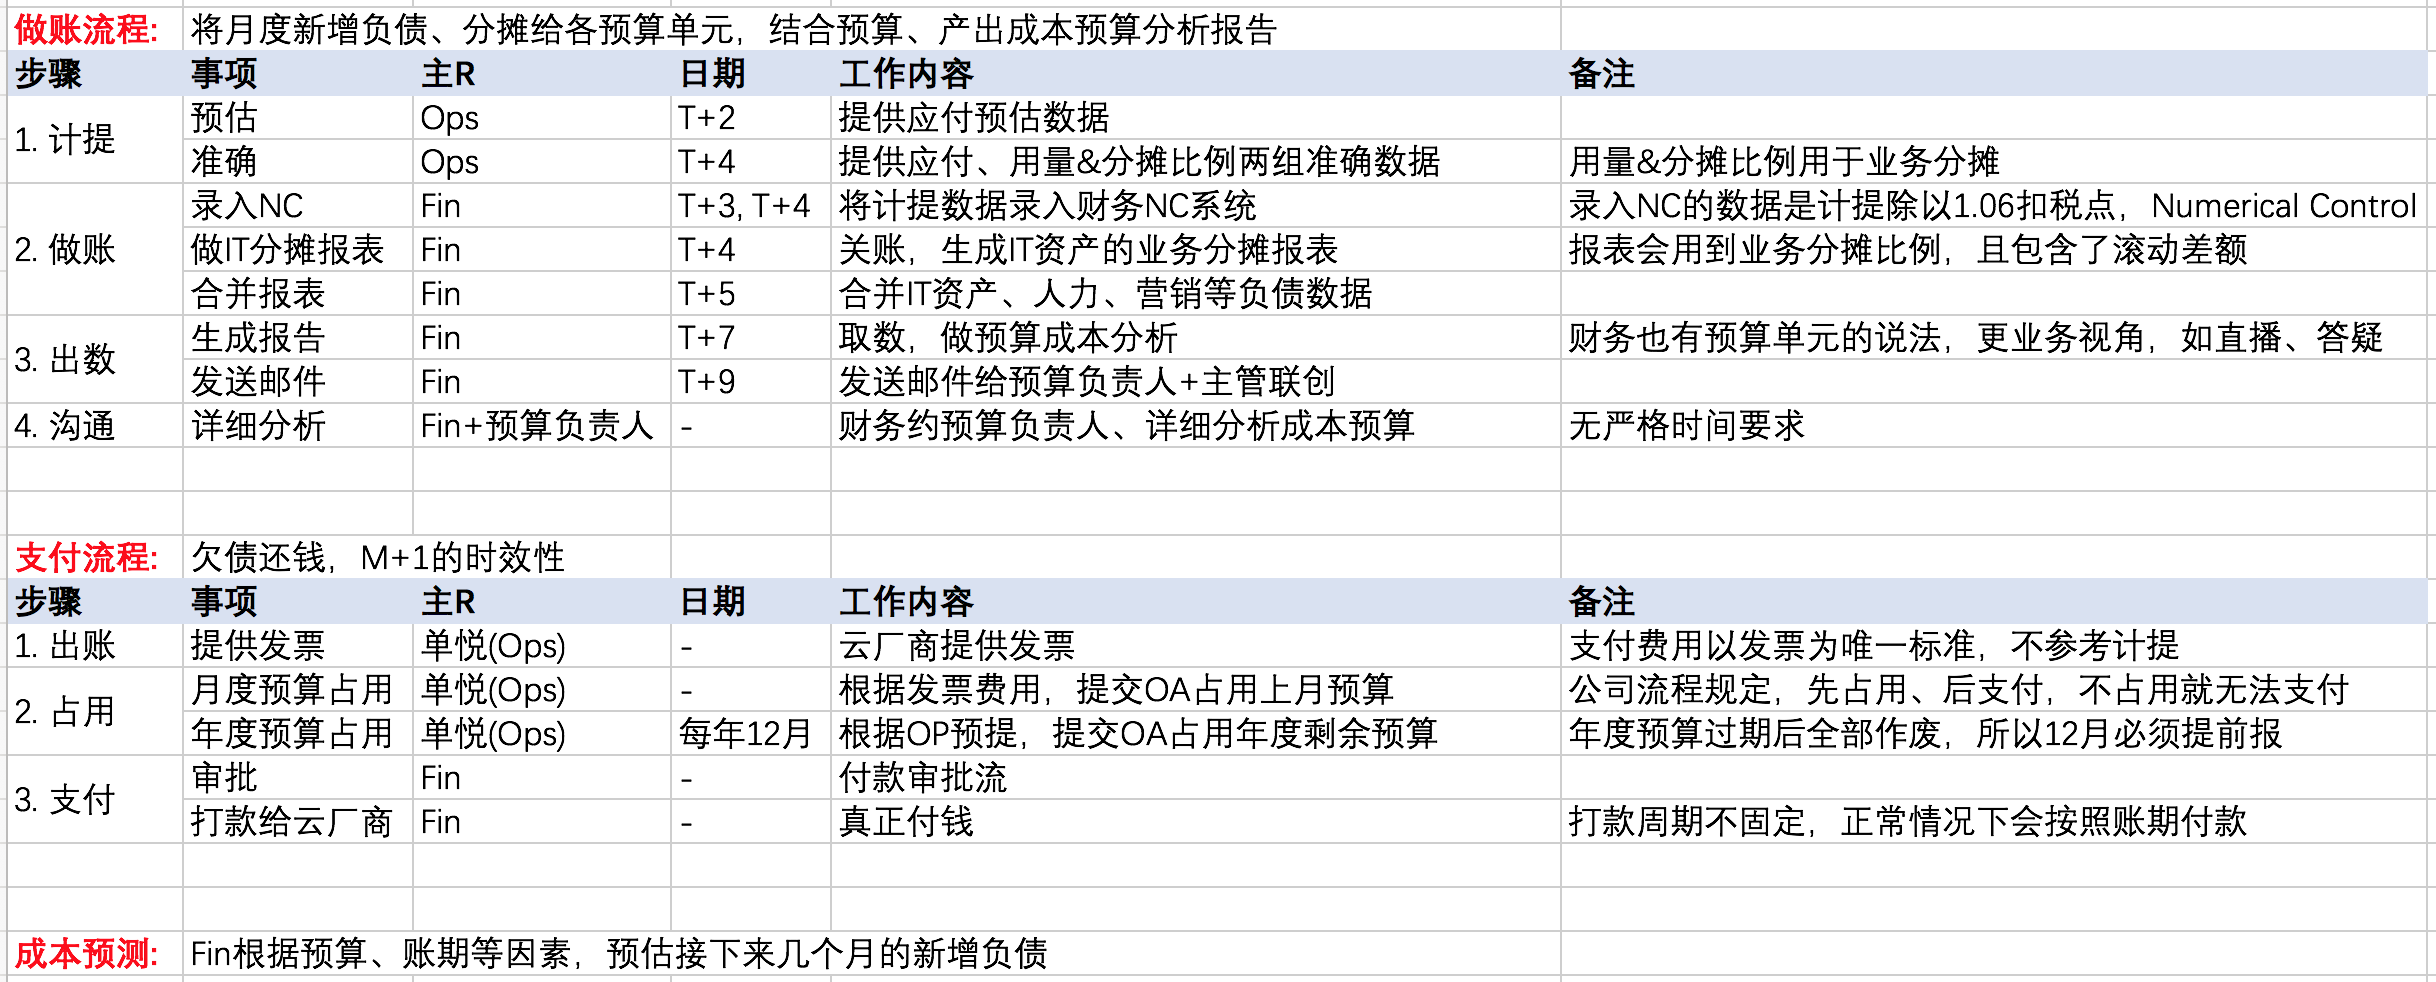 做账流程: 将月度新增负债、分摊给各预算单元，结合预算、产出成本预算分析报告
步骤 事项 主R 日期 工作内容 备注
1. 计提 预估 Ops T+2 提供应付预估数据
准确 Ops T+4 提供应付、用量&分摊比例两组准确数据 用量&分摊比例用于业务分摊
2. 做账 录入NC Fin T+3, T+4 将计提数据录入财务NC系统 录入NC的数据是计提除以1.06扣税点，Numerical Control
做IT分摊报表 Fin T+4 关账，生成IT资产的业务分摊报表 报表会用到业务分摊比例，且包含了滚动差额
合并报表 Fin T+5 合并IT资产、人力、营销等负债数据
3. 出数 生成报告 Fin T+7 取数，做预算成本分析 财务也有预算单元的说法，更业务视角，如直播、答疑
发送邮件 Fin T+9 发送邮件给预算负责人+主管联创
4. 沟通 详细分析 Fin+预算负责人 - 财务约预算负责人、详细分析成本预算 无严格时间要求
支付流程: 欠债还钱，M+1的时效性
步骤 事项 主R 日期 工作内容 备注
1. 出账 提供发票 单悦(Ops) - 云厂商提供发票 支付费用以发票为唯一标准，不参考计提
2. 占用 月度预算占用 单悦(Ops) - 根据发票费用，提交OA占用上月预算 公司流程规定，先占用、后支付，不占用就无法支付
年度预算占用 单悦(Ops) 每年12月 根据OP预提，提交OA占用年度剩余预算 年度预算过期后全部作废，所以12月必须提前报
3. 支付 审批 Fin - 付款审批流
打款给云厂商 Fin - 真正付钱 打款周期不固定，正常情况下会按照账期付款
成本预测: Fin根据预算、账期等因素，预估接下来几个月的新增负债